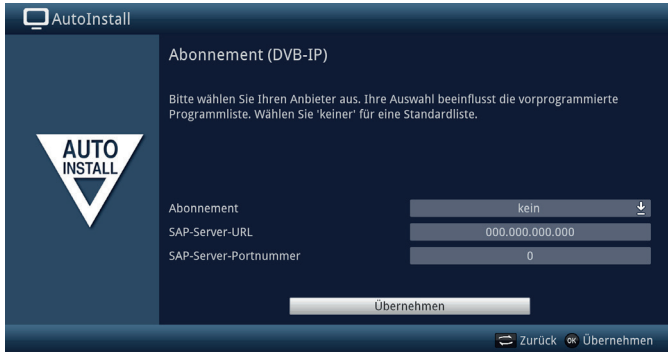 AutoInstall
Abonnement (DVB-IP)
Bitte wählen Sie Ihren Anbieter aus. Ihre Auswahl beeinflusst die vorprogrammierte
Programmliste. Wählen Sie 'keiner' für eine Standardliste.
AUTO
INSTALL
Abonnement kein
SAP-Server-URL 000.000.000.000
SAP-Server-Portnummer 0
Übernehmen
Zurück OK Übernehmen